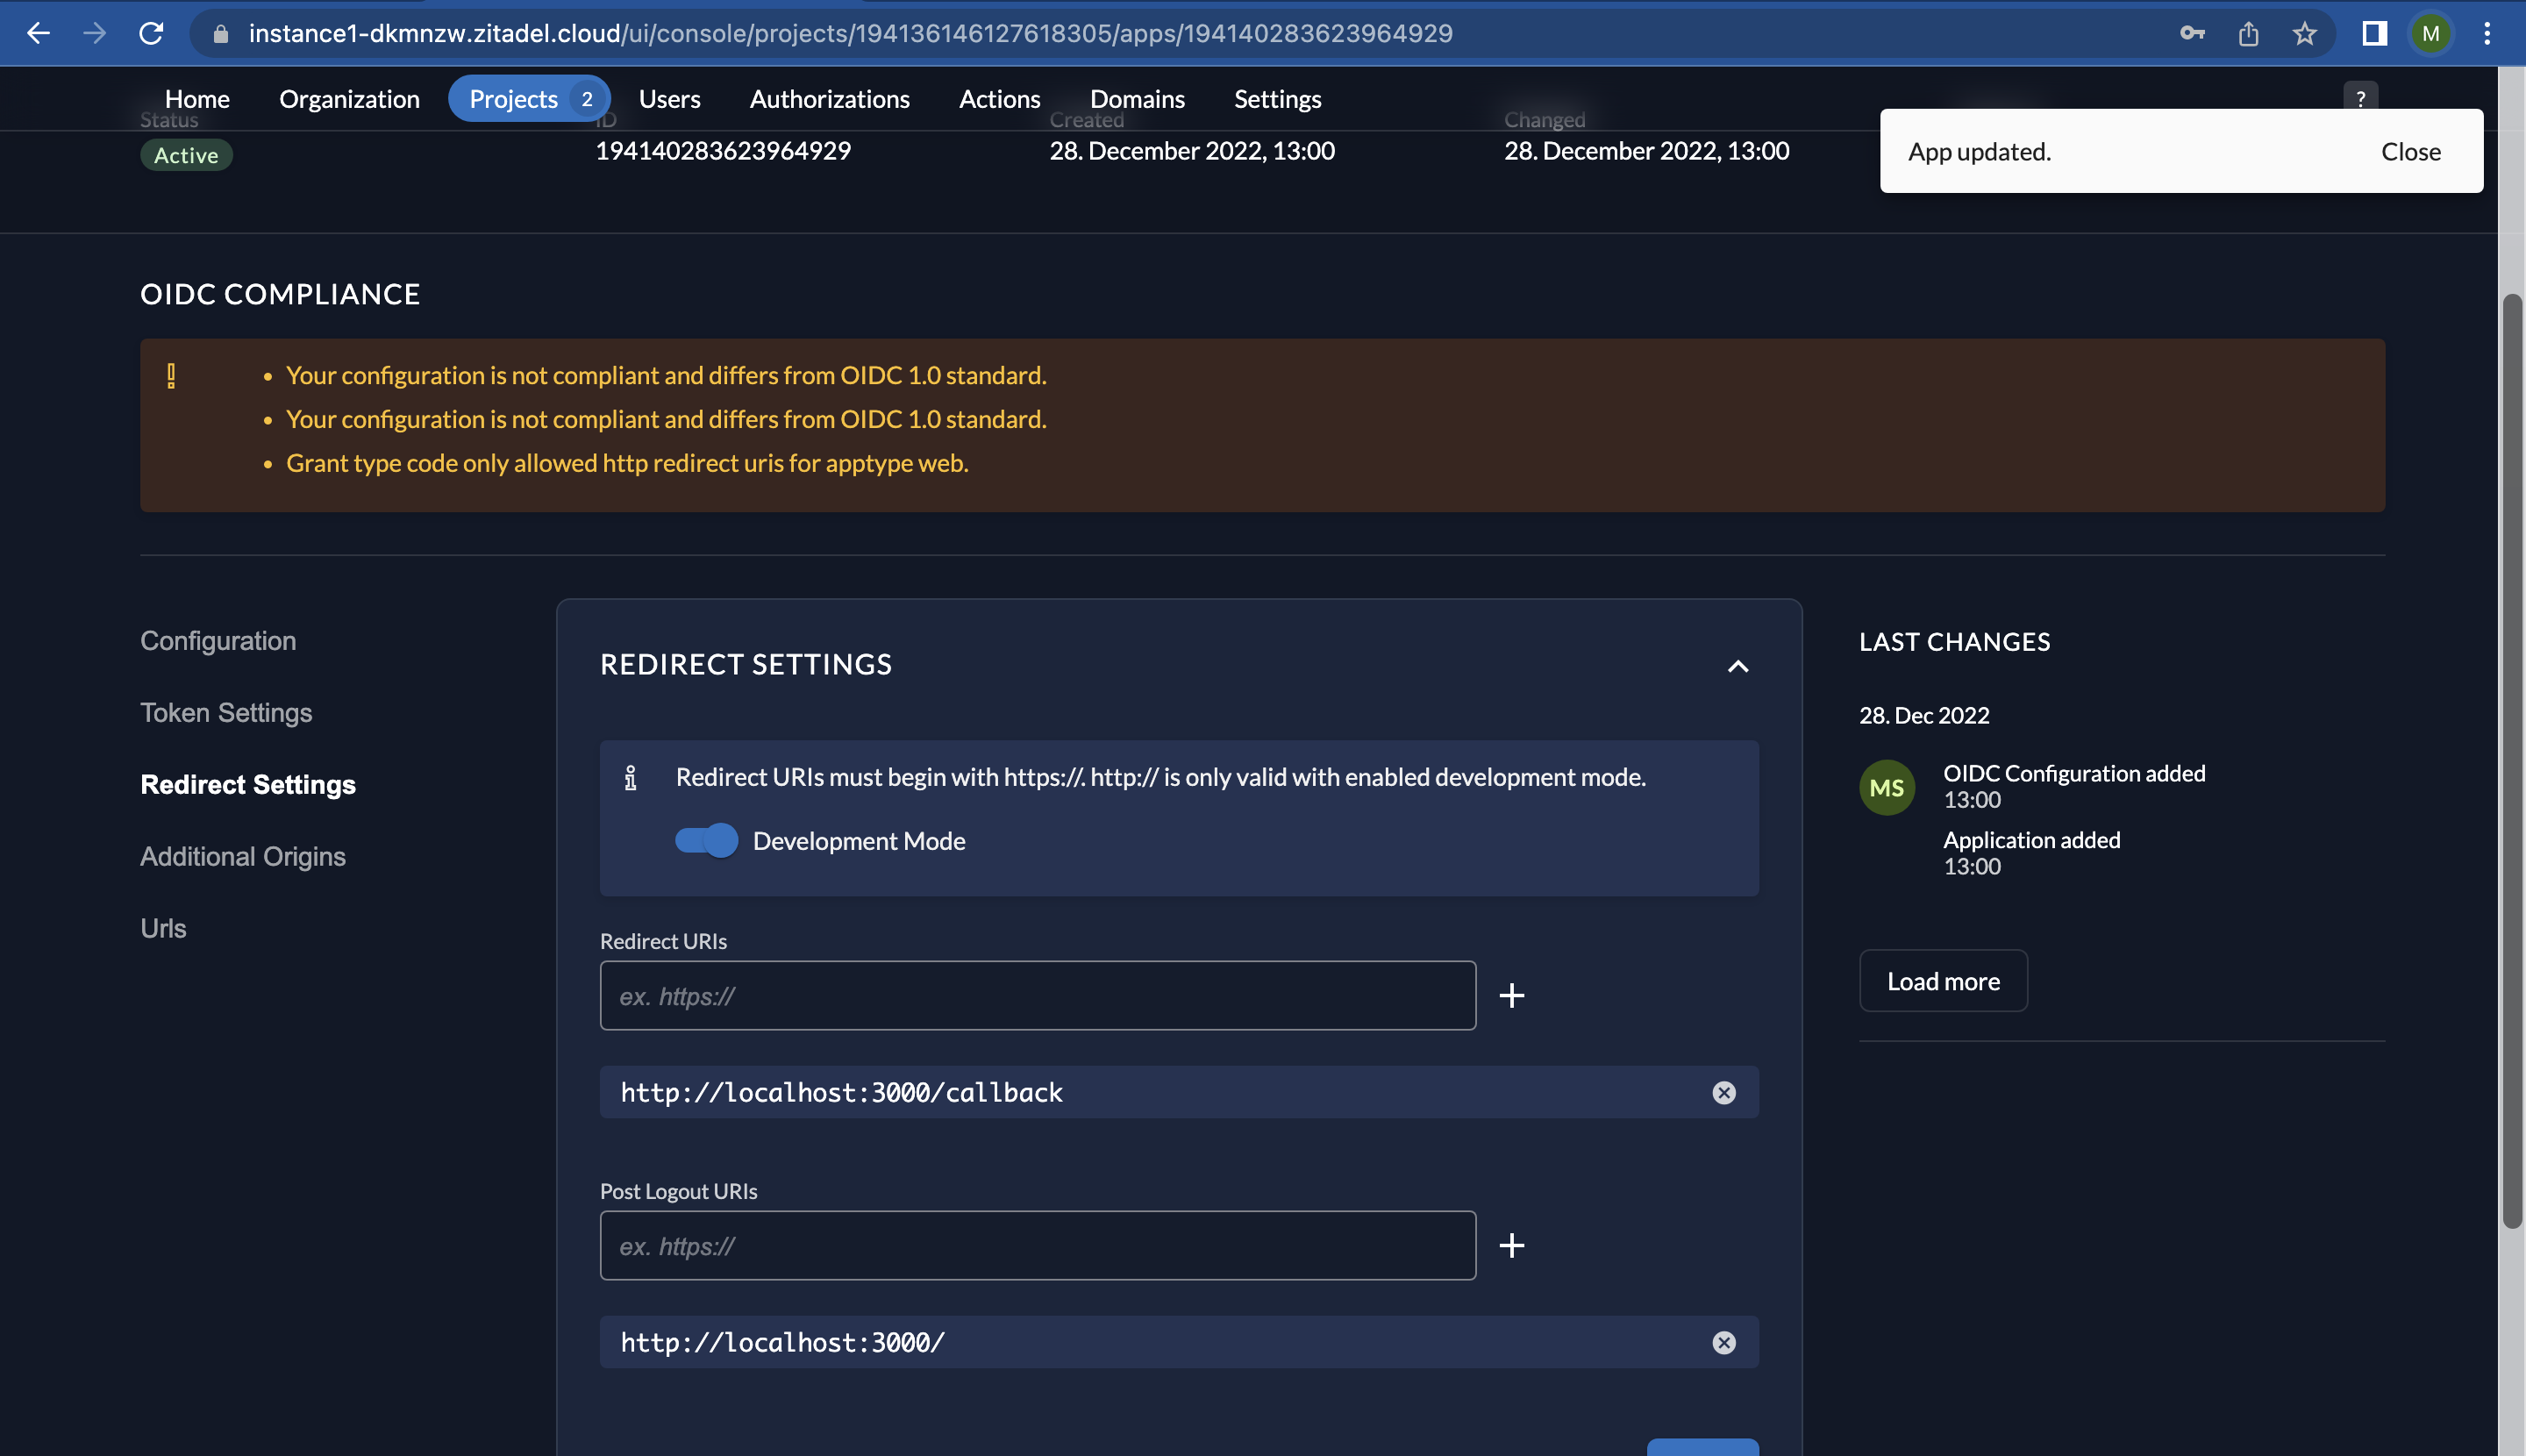 instance1-dkmnzw.zitadel.cloud/ui/console/projects/194136146127618305/apps/194140283623964929
M
Home
Organization
Projects 2
Users
Authorizations
Actions
Domains
Settings
?
Status
Active
ID
194140283623964929
Created
28. December 2022, 13:00
Changed
28. December 2022, 13:00
App updated.
Close
OIDC COMPLIANCE
• Your configuration is not compliant and differs from OIDC 1.0 standard.
• Your configuration is not compliant and differs from OIDC 1.0 standard.
• Grant type code only allowed http redirect uris for apptype web.
Configuration
Token Settings
Redirect Settings
Additional Origins
Urls
REDIRECT SETTINGS
Redirect URIs must begin with https://. http:// is only valid with enabled development mode.
Development Mode
Redirect URIs
ex. https://
http://localhost:3000/callback
Post Logout URIs
ex. https://
http://localhost:3000/
LAST CHANGES
28. Dec 2022
MS
OIDC Configuration added
13:00
Application added
13:00
Load more